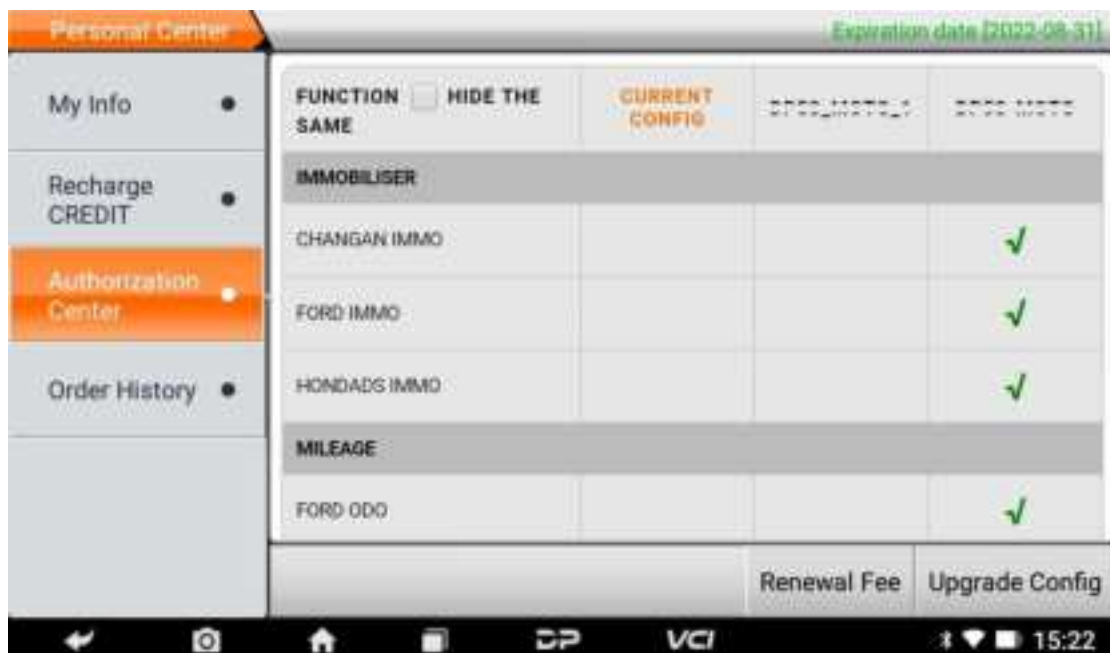 Personal Center
Expiration date [2022-08-31]
My Info
Recharge
CREDIT
Authorization
Center
Order History
FUNCTION HIDE THE
SAME
CURRENT
CONFIG
IMMOBILISER
CHANGAN IMMO
FORD IMMO
HONDADS IMMO
MILEAGE
FORD ODO
Renewal Fee
Upgrade Config
DP
VCI
15:22